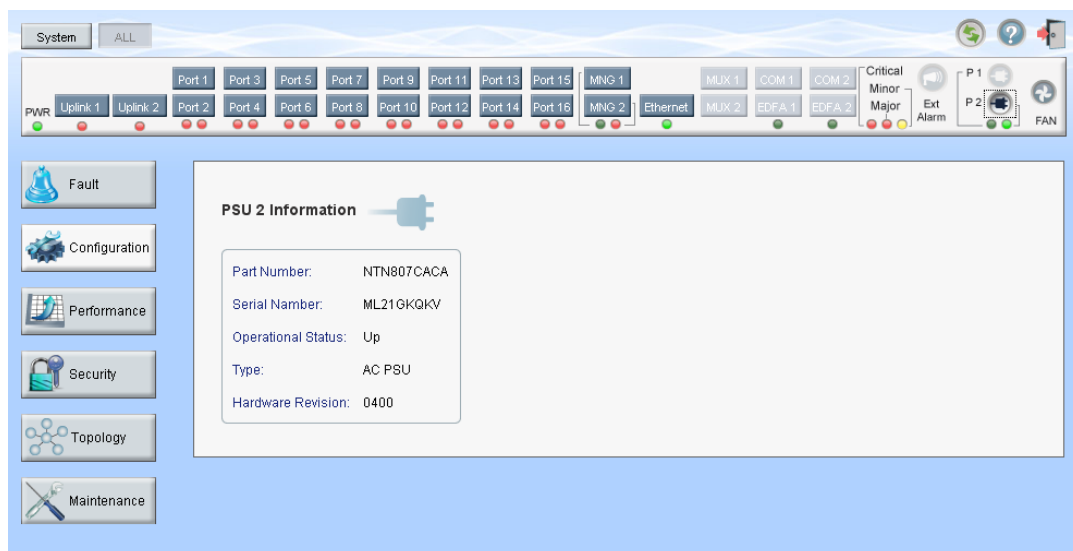 System ALL
Port 1 Port 3 Port 5 Port 7 Port 9 Port 11 Port 13 Port 15 MNG 1 MUX 1 COM 1 COM 2 Critical P 1
Minor
PWR Uplink 1 Uplink 2 Port 2 Port 4 Port 6 Port 8 Port 10 Port 12 Port 14 Port 16 MNG 2 Ethernet MUX 2 EDFA 1 EDFA 2 Major Ext P 2
Alarm FAN
Fault
PSU 2 Information
Configuration
Part Number: NTN807CACA
Serial Namber: ML21GKQKV
Performance
Operational Status: Up
Type: AC PSU
Security
Hardware Revision: 0400
Topology
Maintenance